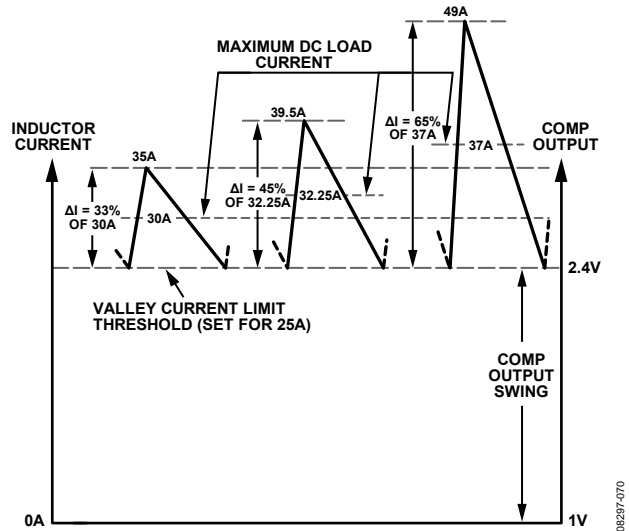 49A
MAXIMUM DC LOAD
CURRENT
39.5A
ΔI = 65%
OF 37A
INDUCTOR
CURRENT
COMP
OUTPUT
35A
37A
ΔI = 45%
OF 32.25A
32.25A
ΔI = 33%
OF 30A
30A
2.4V
VALLEY CURRENT LIMIT
THRESHOLD (SET FOR 25A)
COMP
OUTPUT
SWING
0A
1V
08297-070